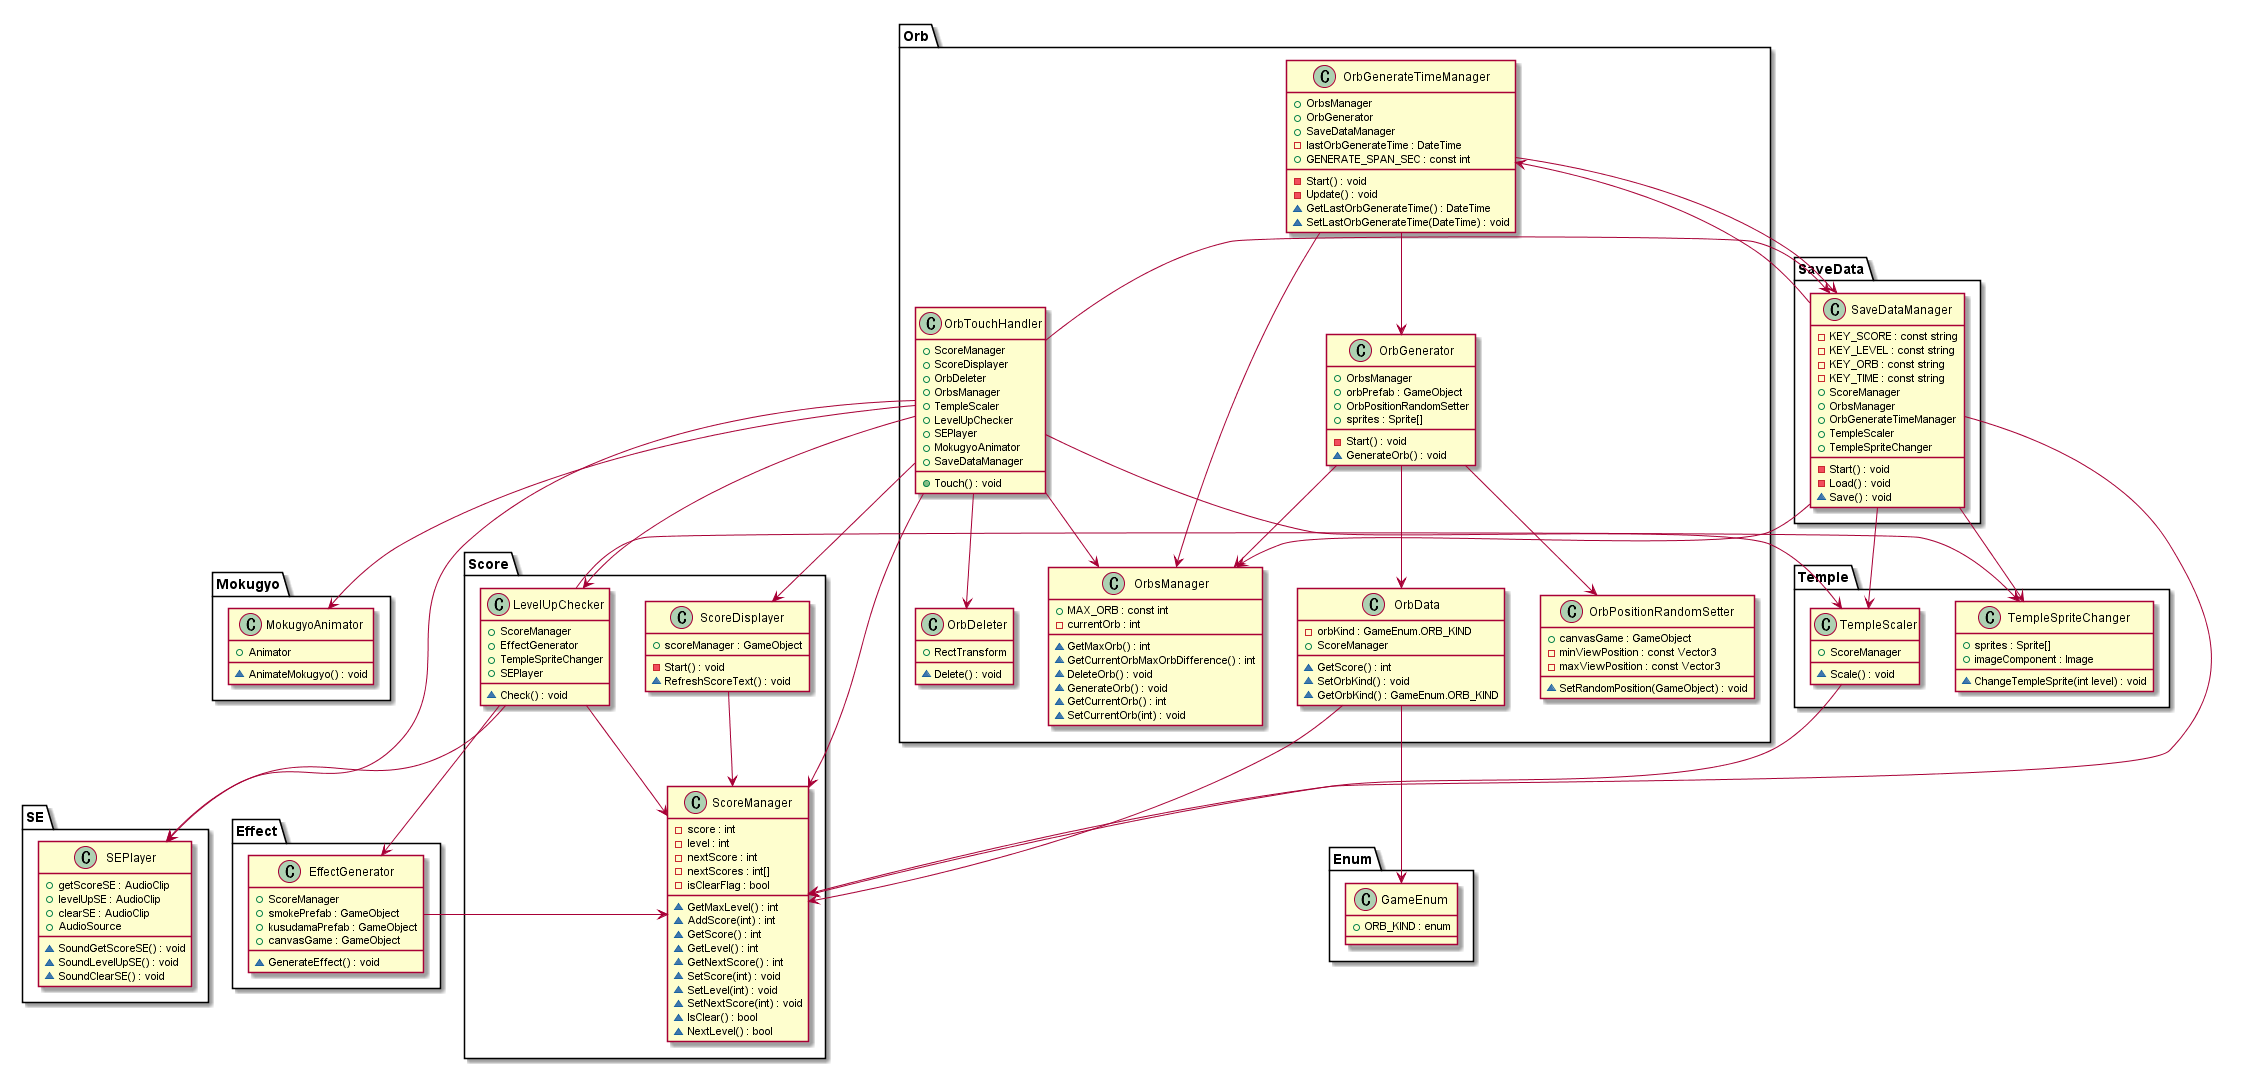 Orb
C OrbGenerateTimeManager
OrbsManager
OrbGenerator
SaveDataManager
lastOrbGenerateTime : DateTime
GENERATE_SPAN_SEC : const int
Start() : void
Update() : void
GetLastOrbGenerateTime() : DateTime
SetLastOrbGenerateTime(DateTime) : void
C OrbTouchHandler
ScoreManager
ScoreDisplayer
OrbDeleter
OrbsManager
TempleScaler
LevelUpChecker
SEPlayer
MokugyoAnimator
SaveDataManager
Touch() : void
C OrbGenerator
OrbsManager
orbPrefab : GameObject
OrbPositionRandomSetter
sprites : Sprite[]
Start() : void
GenerateOrb() : void
SaveData
C SaveDataManager
KEY_SCORE : const string
KEY_LEVEL : const string
KEY_ORB : const string
KEY_TIME : const string
ScoreManager
OrbsManager
OrbGenerateTimeManager
TempleScaler
TempleSpriteChanger
Start() : void
Load() : void
Save() : void
Mokugyo
C MokugyoAnimator
Animator
AnimateMokugyo() : void
Score
C LevelUpChecker
ScoreManager
EffectGenerator
TempleSpriteChanger
SEPlayer
Check() : void
C ScoreDisplayer
scoreManager : GameObject
Start() : void
RefreshScoreText() : void
C OrbDeleter
RectTransform
Delete() : void
C OrbsManager
MAX_ORB : const int
currentOrb : int
GetMaxOrb() : int
GetCurrentOrbMaxOrbDifference() : int
DeleteOrb() : void
GenerateOrb() : void
GetCurrentOrb() : int
SetCurrentOrb(int) : void
C OrbData
orbKind : GameEnum.ORB_KIND
ScoreManager
GetScore() : int
SetOrbKind() : void
GetOrbKind() : GameEnum.ORB_KIND
C OrbPositionRandomSetter
canvasGame : GameObject
minViewPosition : const Vector3
maxViewPosition : const Vector3
SetRandomPosition(GameObject) : void
Temple
C TempleScaler
ScoreManager
Scale() : void
C TempleSpriteChanger
sprites : Sprite[]
imageComponent : Image
ChangeTempleSprite(int level) : void
SE
C SEPlayer
getScoreSE : AudioClip
levelUpSE : AudioClip
clearSE : AudioClip
AudioSource
SoundGetScoreSE() : void
SoundLevelUpSE() : void
SoundClearSE() : void
Effect
C EffectGenerator
ScoreManager
smokePrefab : GameObject
kusudamaPrefab : GameObject
canvasGame : GameObject
GenerateEffect() : void
C ScoreManager
score : int
level : int
nextScore : int
nextScores : int[]
isClearFlag : bool
GetMaxLevel() : int
AddScore(int) : int
GetScore() : int
GetLevel() : int
GetNextScore() : int
SetScore(int) : void
SetLevel(int) : void
SetNextScore(int) : void
IsClear() : bool
NextLevel() : bool
Enum
C GameEnum
ORB_KIND : enum